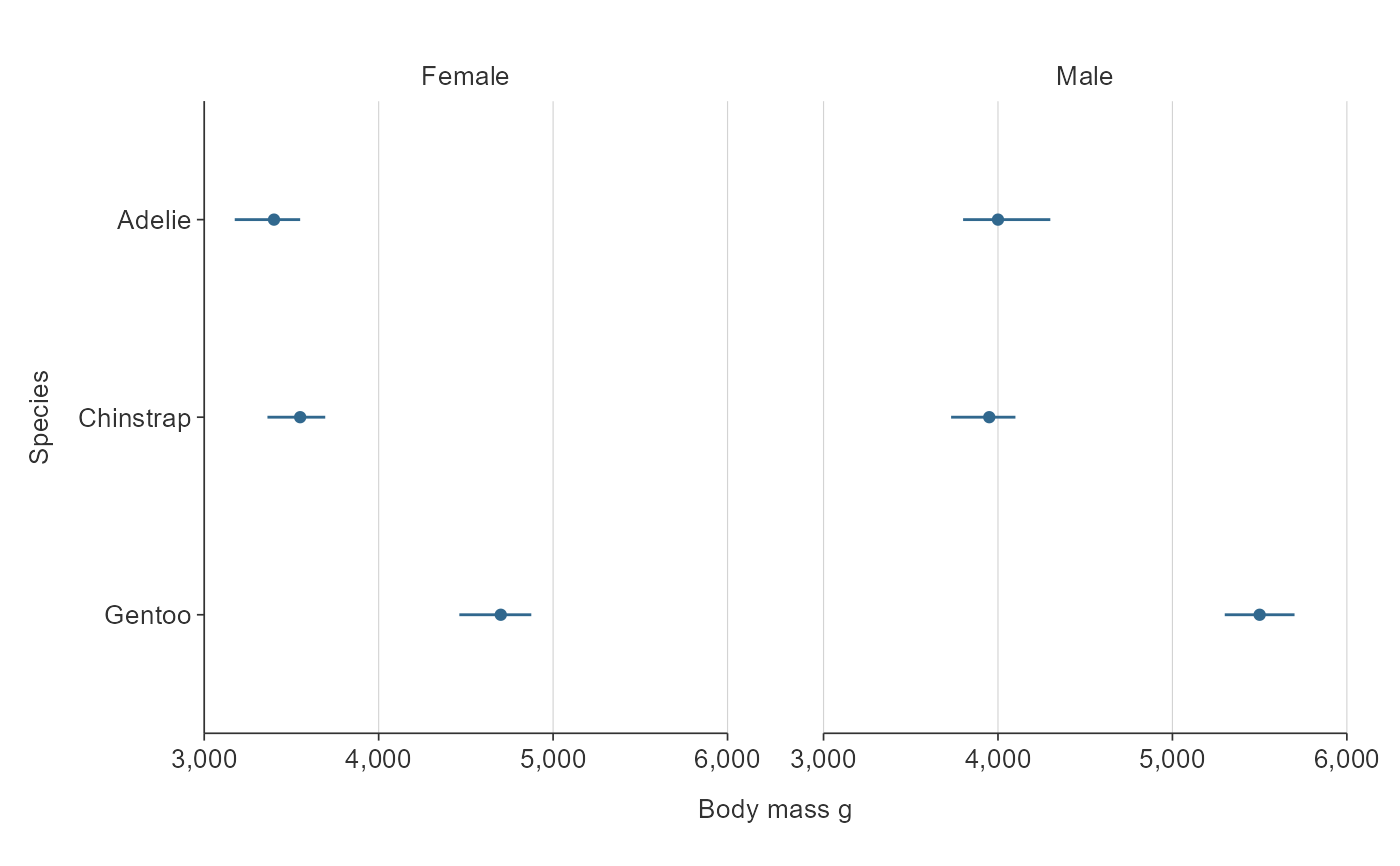 Female
Male
Adelie
Chinstrap
Gentoo
Species
3,000 4,000 5,000 6,000 3,000 4,000 5,000 6,000
Body mass g